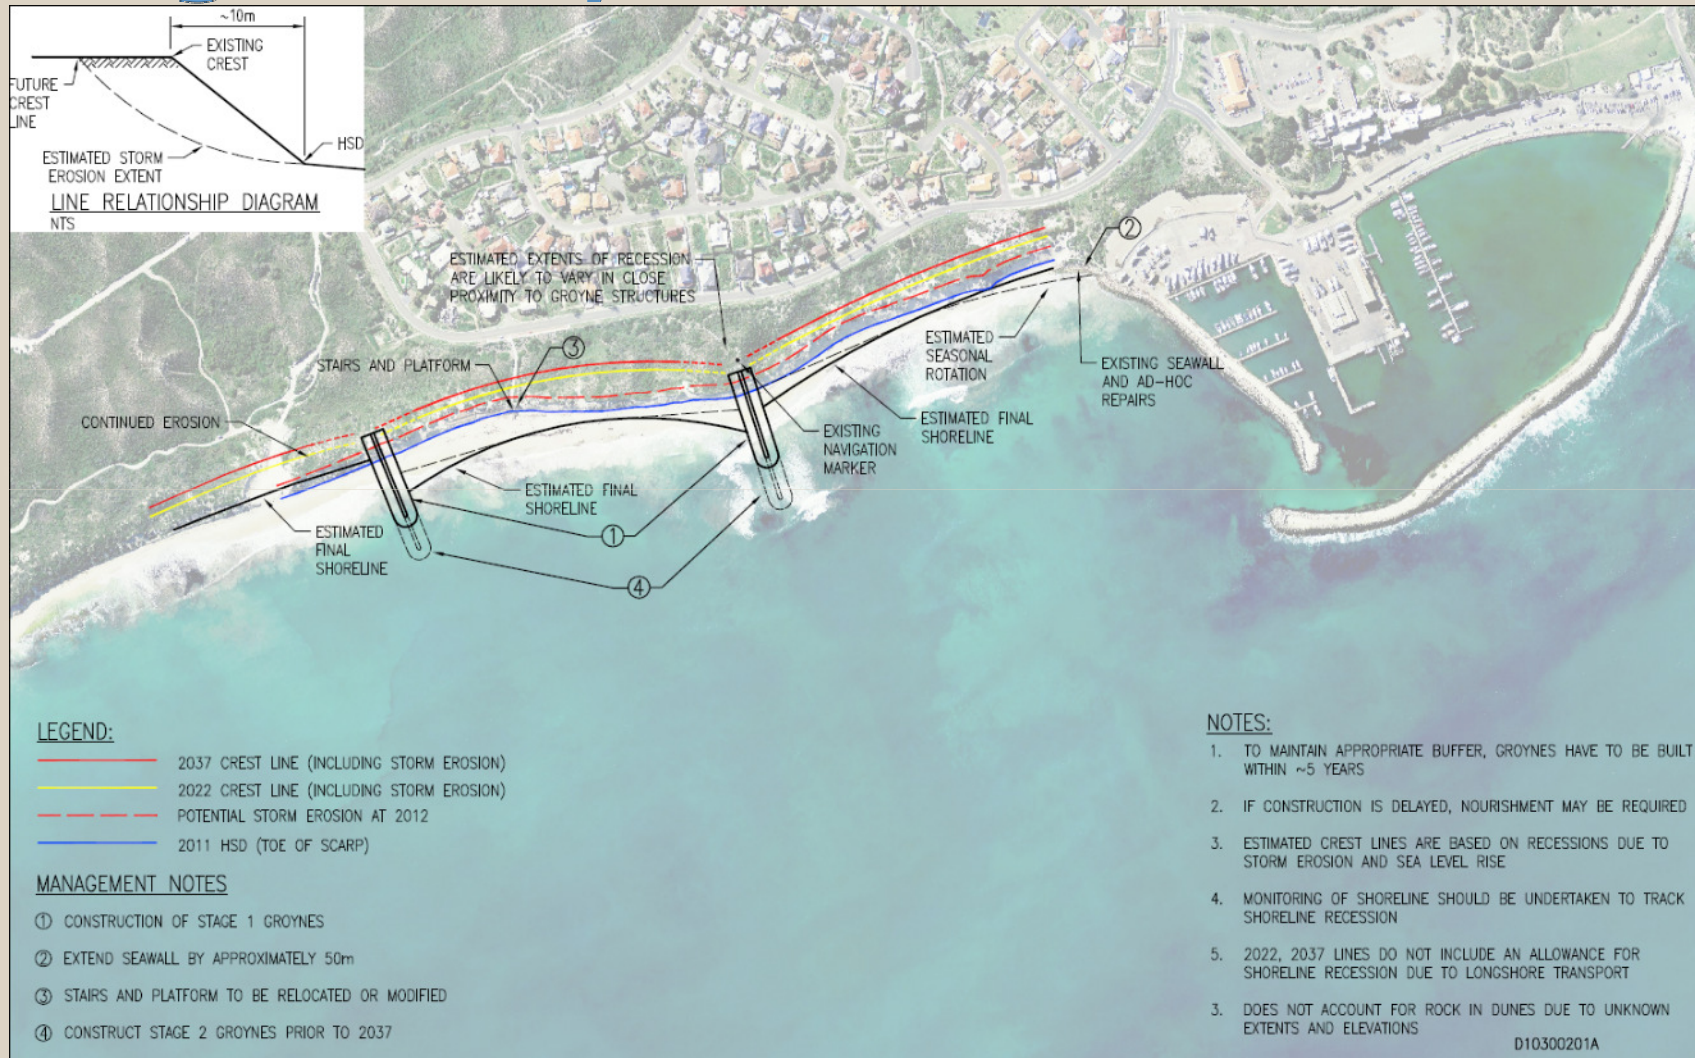 ~10m
EXISTING
CREST
FUTURE
CREST
LINE
HSD
ESTIMATED STORM
EROSION EXTENT
LINE RELATIONSHIP DIAGRAM
NTS
②
ESTIMATED EXTENTS OF RECESSION
ARE LIKELY TO VARY IN CLOSE
PROXIMITY TO GROYNE STRUCTURES
③
STAIRS AND PLATFORM
ESTIMATED
SEASONAL
ROTATION
EXISTING SEAWALL
AND AD-HOC
REPAIRS
CONTINUED EROSION
EXISTING
NAVIGATION
MARKER
ESTIMATED FINAL
SHORELINE
ESTIMATED FINAL
SHORELINE
ESTIMATED
FINAL
SHORELINE
①
④
LEGEND:
2037 CREST LINE (INCLUDING STORM EROSION)
2022 CREST LINE (INCLUDING STORM EROSION)
POTENTIAL STORM EROSION AT 2012
2011 HSD (TOE OF SCARP)
MANAGEMENT NOTES
① CONSTRUCTION OF STAGE 1 GROYNES
② EXTEND SEAWALL BY APPROXIMATELY 50m
③ STAIRS AND PLATFORM TO BE RELOCATED OR MODIFIED
④ CONSTRUCT STAGE 2 GROYNES PRIOR TO 2037
NOTES:
1. TO MAINTAIN APPROPRIATE BUFFER, GROYNES HAVE TO BE BUILT
WITHIN ~5 YEARS
2. IF CONSTRUCTION IS DELAYED, NOURISHMENT MAY BE REQUIRED
3. ESTIMATED CREST LINES ARE BASED ON RECESSIONS DUE TO
STORM EROSION AND SEA LEVEL RISE
4. MONITORING OF SHORELINE SHOULD BE UNDERTAKEN TO TRACK
SHORELINE RECESSION
5. 2022, 2037 LINES DO NOT INCLUDE AN ALLOWANCE FOR
SHORELINE RECESSION DUE TO LONGSHORE TRANSPORT
3. DOES NOT ACCOUNT FOR ROCK IN DUNES DUE TO UNKNOWN
EXTENTS AND ELEVATIONS
D10300201A